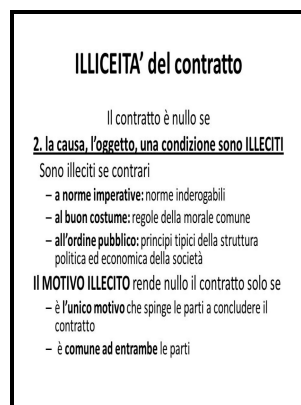 ILLICEITA’ del contratto
Il contratto è nullo se
2. la causa, l’oggetto, una condizione sono ILLECITI
Sono illeciti se contrari
– a norme imperative: norme inderogabili
– al buon costume: regole della morale comune
– all’ordine pubblico: principi tipici della struttura
politica ed economica della società
Il MOTIVO ILLECITO rende nullo il contratto solo se
– è l’unico motivo che spinge le parti a concludere il
contratto
– è comune ad entrambe le parti